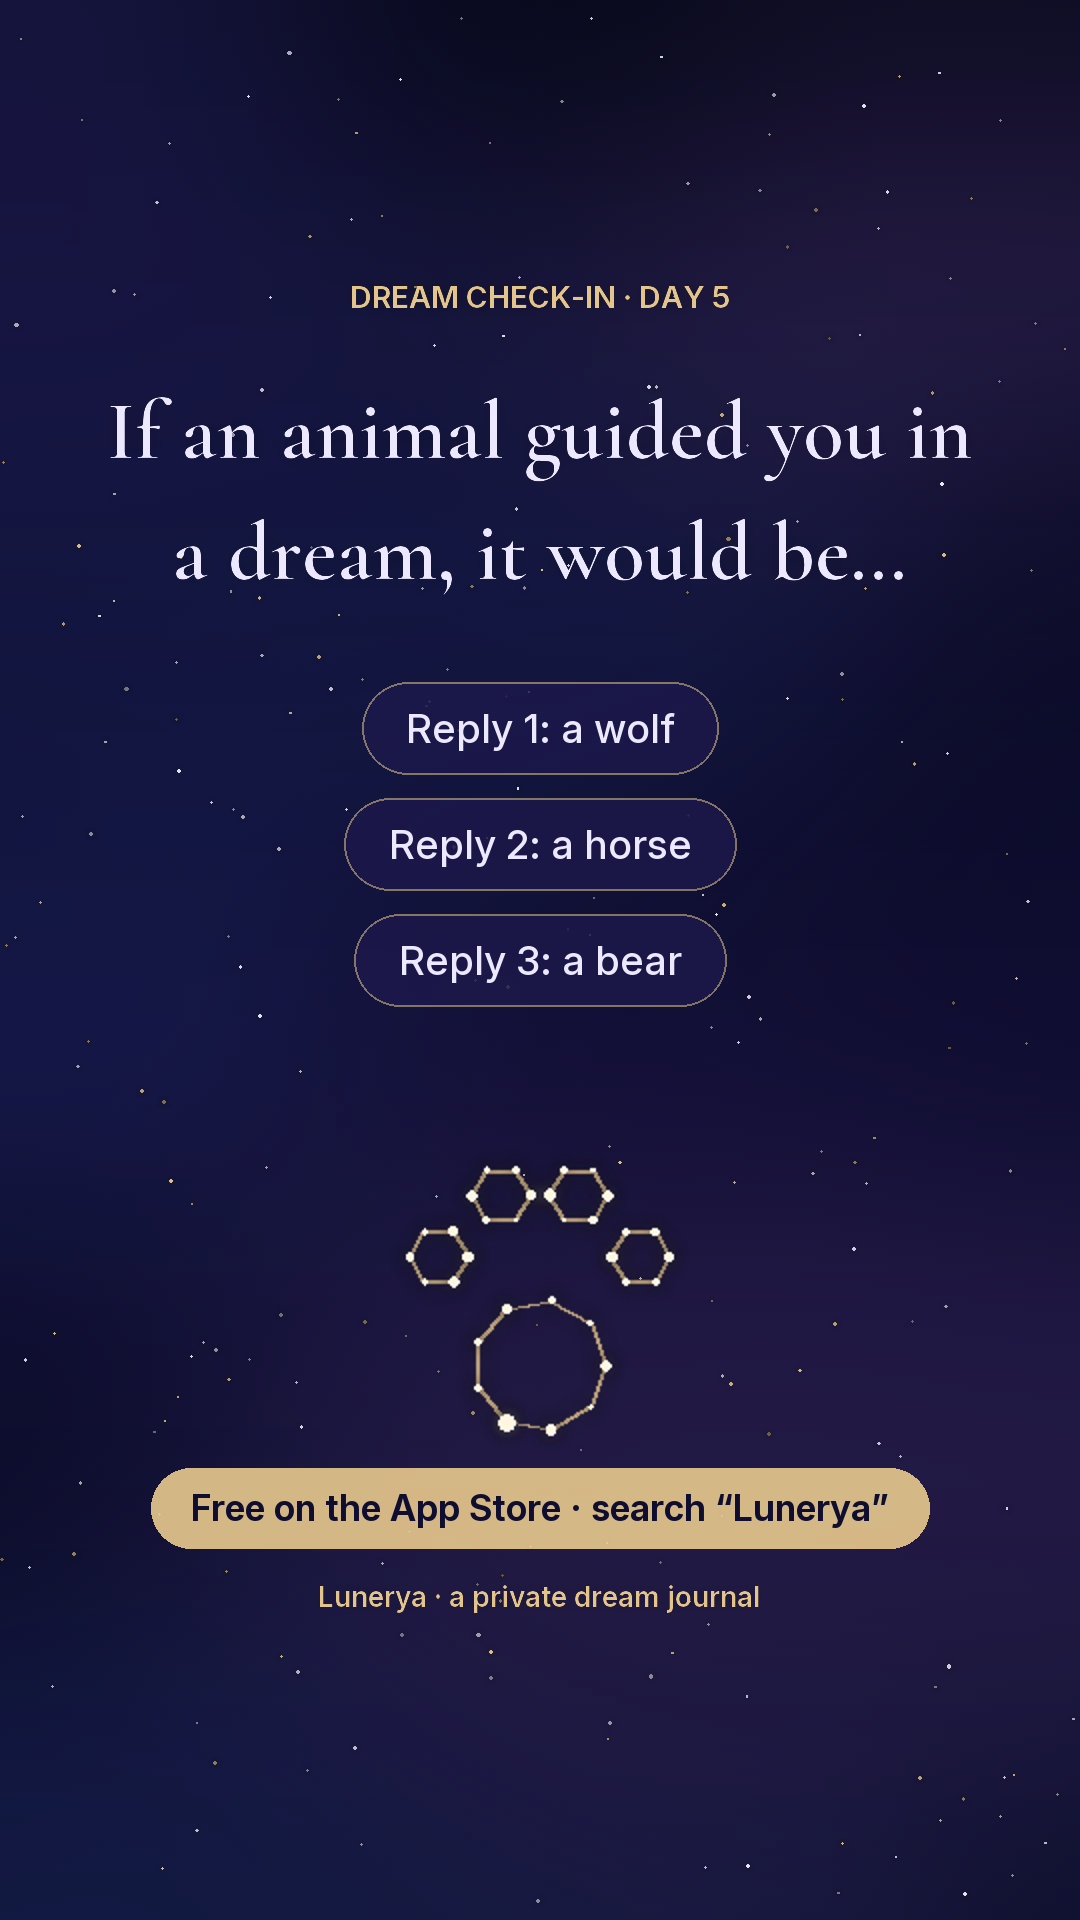 DREAM CHECK-IN · DAY 5
If an animal guided you in
a dream, it would be...
Reply 1: a wolf
Reply 2: a horse
Reply 3: a bear
Free on the App Store · search “Lunerya”
Lunerya · a private dream journal